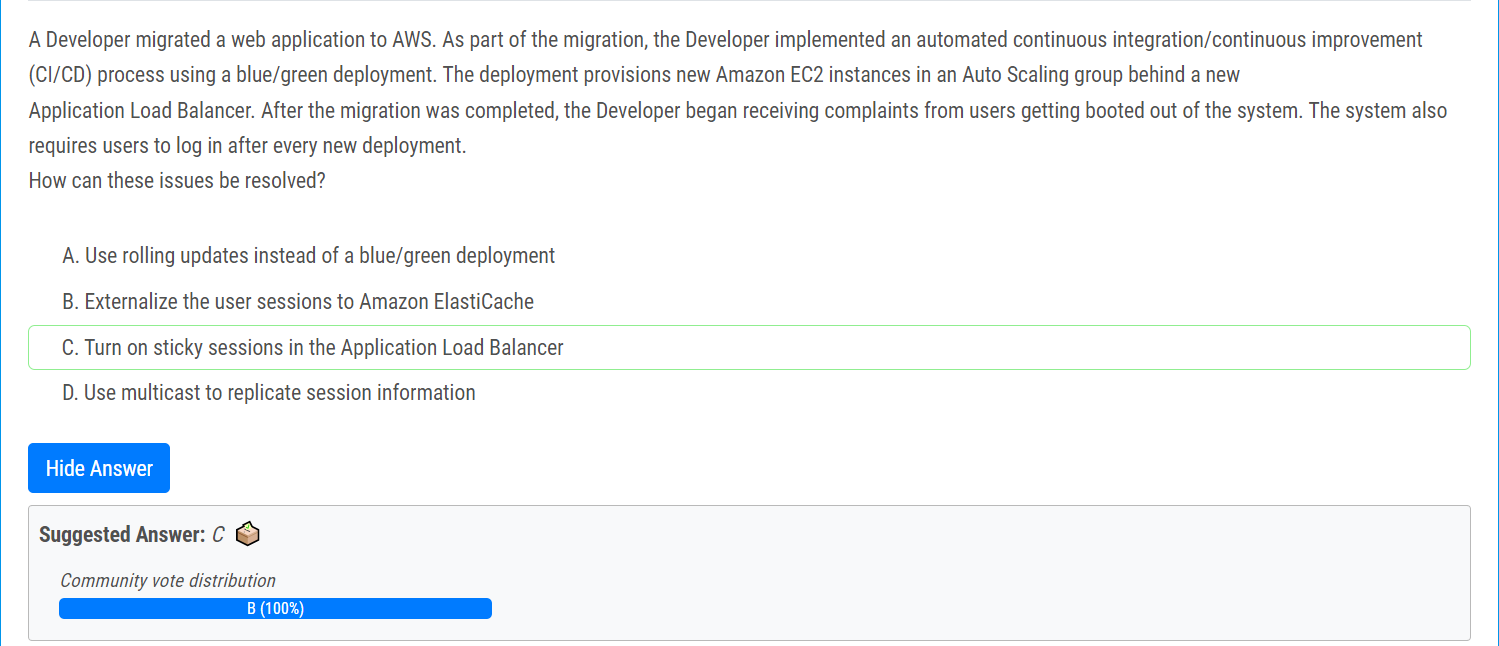 A Developer migrated a web application to AWS. As part of the migration, the Developer implemented an automated continuous integration/continuous improvement
(CI/CD) process using a blue/green deployment. The deployment provisions new Amazon EC2 instances in an Auto Scaling group behind a new
Application Load Balancer. After the migration was completed, the Developer began receiving complaints from users getting booted out of the system. The system also
requires users to log in after every new deployment.
How can these issues be resolved?
A. Use rolling updates instead of a blue/green deployment
B. Externalize the user sessions to Amazon ElastiCache
C. Turn on sticky sessions in the Application Load Balancer
D. Use multicast to replicate session information
Hide Answer
Suggested Answer: C
Community vote distribution
B (100%)